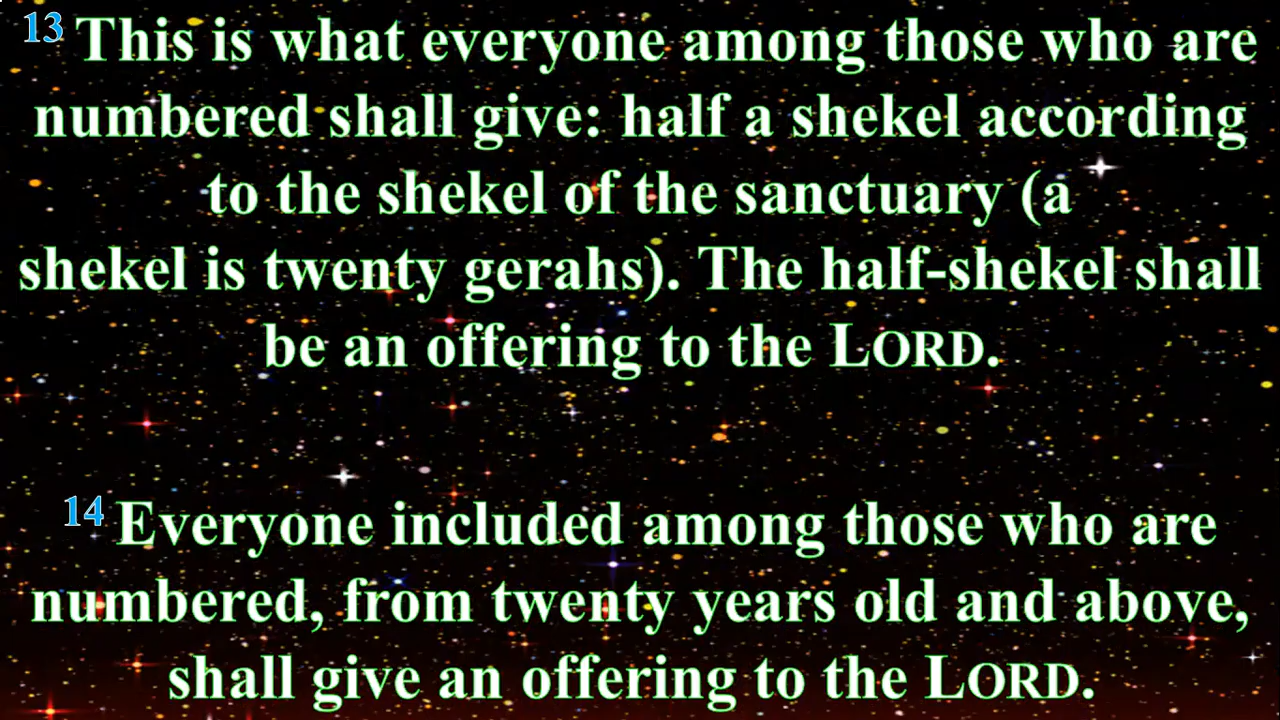 13 This is what everyone among those who are
numbered shall give: half a shekel according
to the shekel of the sanctuary (a
shekel is twenty gerahs). The half-shekel shall
be an offering to the LORD.
14 Everyone included among those who are
numbered, from twenty years old and above,
shall give an offering to the LORD.